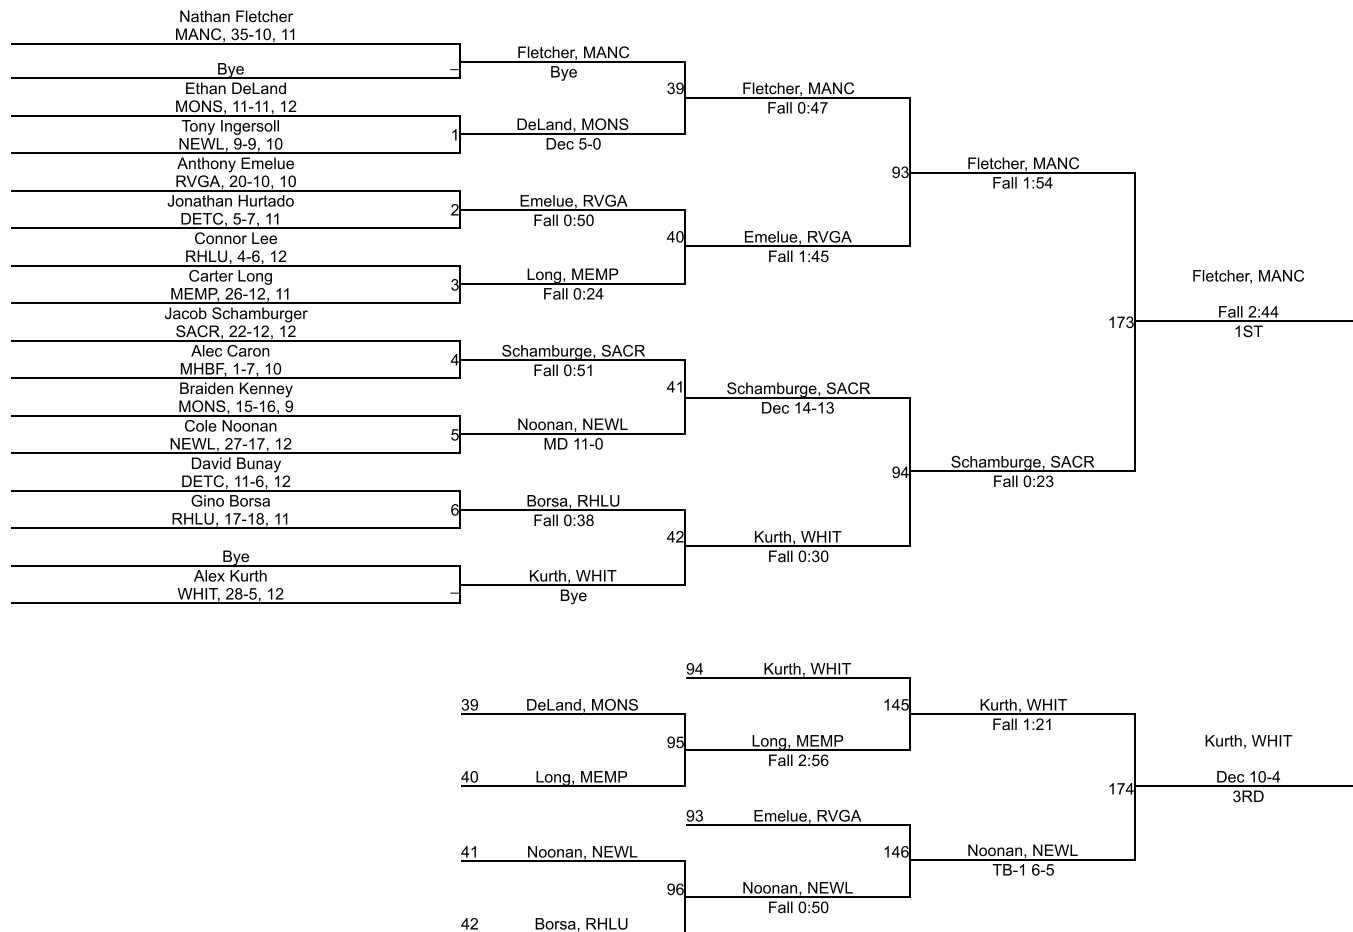 Nathan Fletcher
MANC, 35-10, 11
Bye
Ethan DeLand
MONS, 11-11, 12
Tony Ingersoll
NEWL, 9-9, 10
Anthony Emelue
RVGA, 20-10, 10
Jonathan Hurtado
DETC, 5-7, 11
Connor Lee
RHLU, 4-6, 12
Carter Long
MEMP, 26-12, 11
Jacob Schamburger
SACR, 22-12, 12
Alec Caron
MHBF, 1-7, 10
Braiden Kenney
MONS, 15-16, 9
Cole Noonan
NEWL, 27-17, 12
David Bunay
DETC, 11-6, 12
Gino Borsa
RHLU, 17-18, 11
Bye
Alex Kurth
WHIT, 28-5, 12
1
2
3
4
5
6
Fletcher, MANC
Bye
DeLand, MONS
Dec 5-0
Emelue, RVGA
Fall 0:50
Long, MEMP
Fall 0:24
Schamburge, SACR
Fall 0:51
Noonan, NEWL
MD 11-0
Borsa, RHLU
Fall 0:38
Kurth, WHIT
Bye
39
40
41
42
Fletcher, MANC
Fall 0:47
Emelue, RVGA
Fall 1:45
Schamburge, SACR
Dec 14-13
Kurth, WHIT
Fall 0:30
93
94
Fletcher, MANC
Fall 1:54
Schamburge, SACR
Fall 0:23
173
Fletcher, MANC
Fall 2:44
1ST
39 DeLand, MONS
40 Long, MEMP
41 Noonan, NEWL
42 Borsa, RHLU
95
96
94 Kurth, WHIT
Long, MEMP
Fall 2:56
93 Emelue, RVGA
Noonan, NEWL
Fall 0:50
145
146
Kurth, WHIT
Fall 1:21
Noonan, NEWL
TB-1 6-5
174
Kurth, WHIT
Dec 10-4
3RD